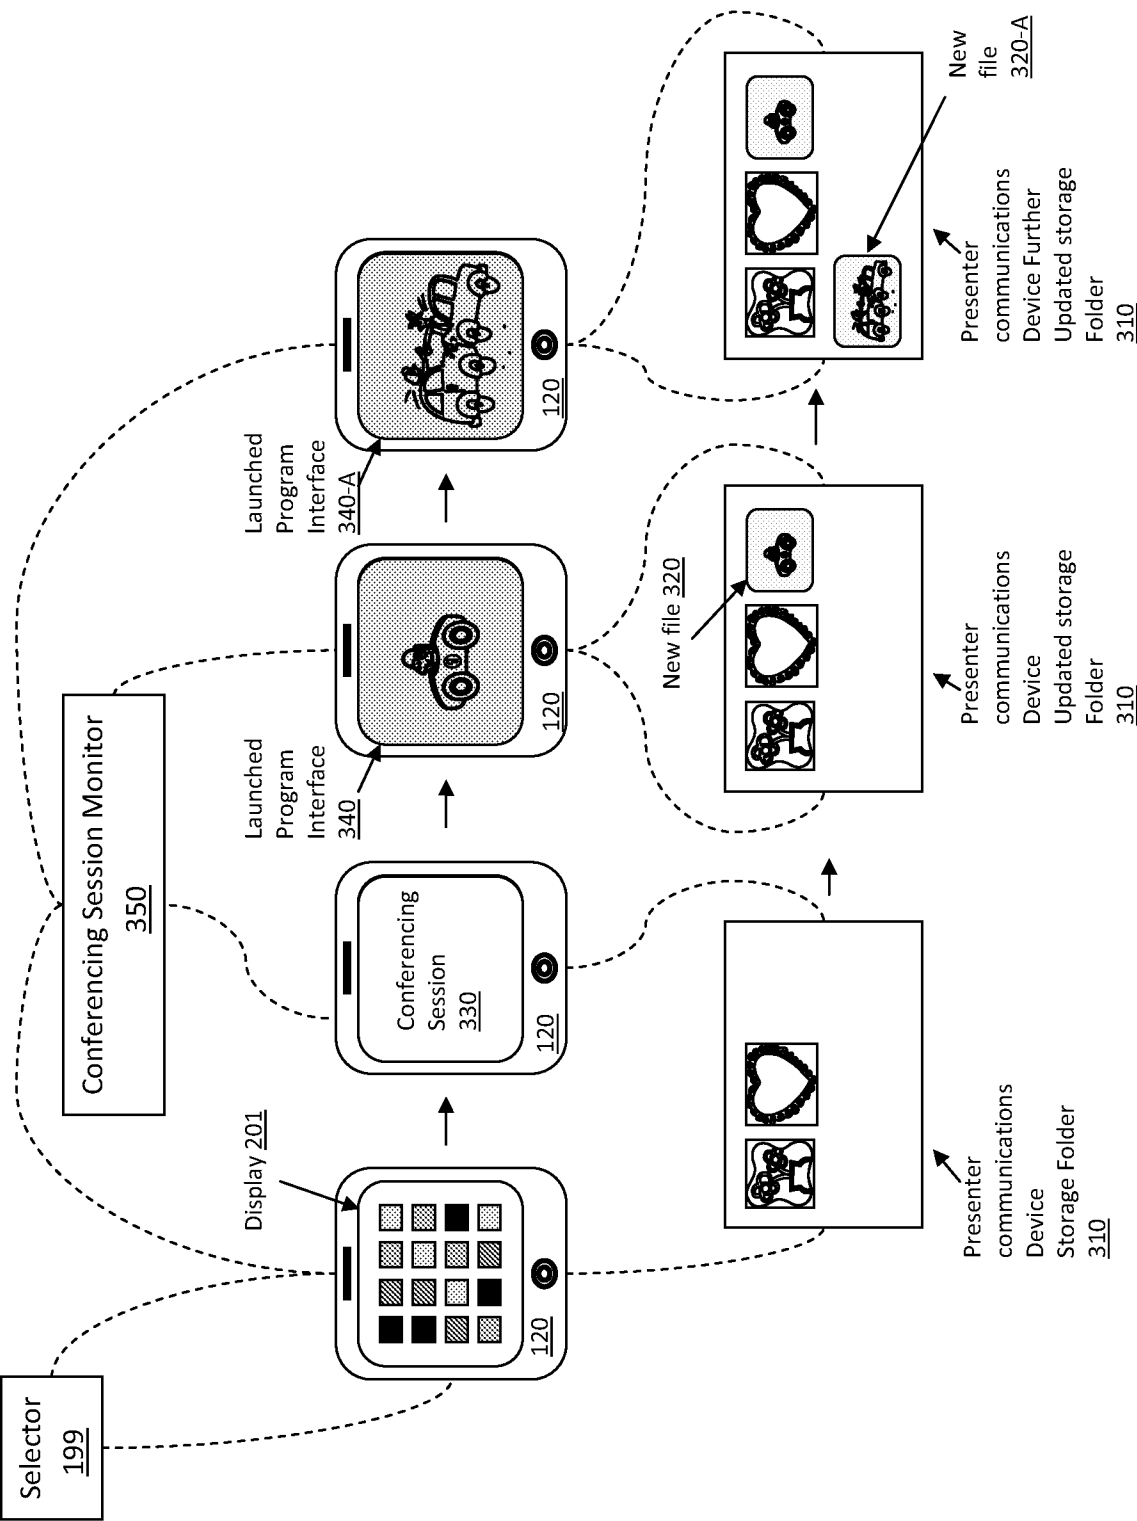 Selector
199
Conferencing Session Monitor
350
Display 201
Launched
Program
Interface
340
Launched
Program
Interface
340-A
120
Conferencing
Session
330
120
120
120
New file 320
New
file
320-A
Presenter
communications
Device
Storage Folder
310
Presenter
communications
Device
Updated storage
Folder
310
Presenter
communications
Device Further
Updated storage
Folder
310